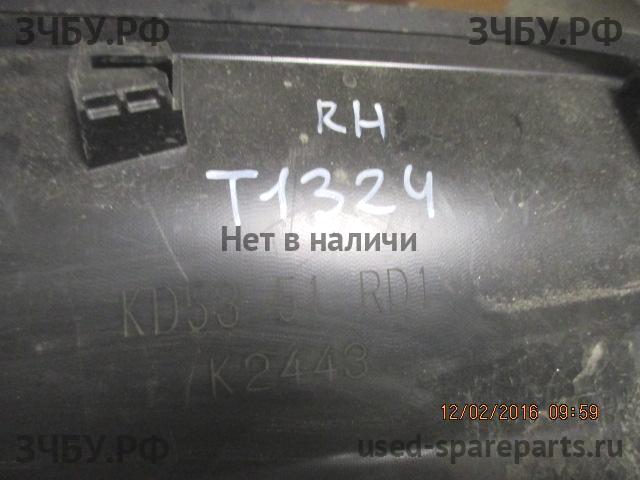 ЗЧБУ.РФ ЗЧБУ.РФ
RH
T1324
Нет в наличии
KD53 51 RD1
K2443
12/02/2016 09:59
ЗЧБУ.РФ used-spareparts.ru